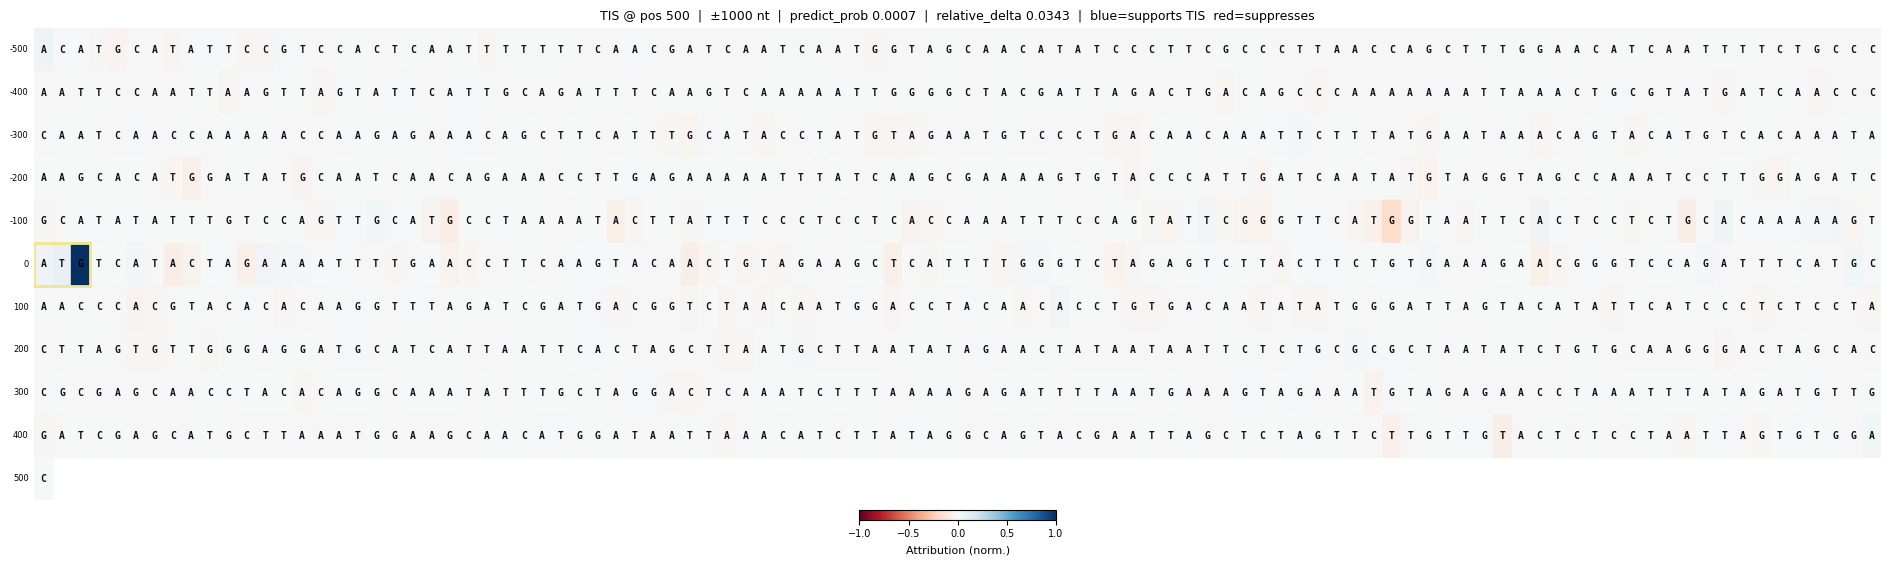 TIS @ pos 500 | ±1000 nt | predict_prob 0.0007 | relative_delta 0.0343 | blue=supports TIS red=suppresses
-500 A C A T G C A T A T T C C G T C C A C T C A A T T T T T T T C A A C G A T C A A T C A A T G G T A G C A A C A T A T C C C T T C G C C C T T A A C C A G C T T T G G A A C A T C A A T T T T C T G C C C
-400 A A T T C C A A T T A A G T T A G T A T T C A T T G C A G A T T T C A A G T C A A A A A T T G G G G C T A C G A T T A G A C T G A C A G C C C A A A A A A A T T A A A C T G C G T A T G A T C A A C C C
-300 C A A T C A A C C A A A A A C C A A G A G A A A C A G C T T C A T T T G C A T A C C T A T G T A G A A T G T C C C T G A C A A C A A A T T C T T T A T G A A T A A A C A G T A C A T G T C A C A A A T A
-200 A A G C A C A T G G A T A T G C A A T C A A C A G A A A C C T T G A G A A A A A T T T A T C A A G C G A A A A G T G T A C C C A T T G A T C A A T A T G T A G G T A G C C A A A T C C T T G G A G A T C
-100 G C A T A T A T T T G T C C A G T T G C A T G C C T A A A A T A C T T A T T T C C C T C C T C A C C A A A T T T C C A G T A T T C G G G T T C A T G G T A A T T C A C T C C T C T G C A C A A A A A G T
0 A T G T C A T A C T A G A A A A T T T T G A A C C T T C A A G T A C A A C T G T A G A A G C T C A T T T T G G G T C T A G A G T C T T A C T T C T G T G A A A G A A C G G G T C C A G A T T T C A T G C
100 A A C C C A C G T A C A C A C A A G G T T T A G A T C G A T G A C G G T C T A A C A A T G G A C C T A C A A C A C C T G T G A C A A T A T A T G G G A T T A G T A C A T A T T C A T C C C T C T C C T A
200 C T T A G T G T T G G G A G G A T G C A T C A T T A A T T C A C T A G C T T A A T G C T T A A T A T A G A A C T A T A A T A A T T C T C T G C G C G C T A A T A T C T G T G C A A G G G A C T A G C A C
300 C G C G A G C A A C C T A C A C A G G C A A A T A T T T G C T A G G A C T C A A A T C T T T A A A A G A G A T T T T A A T G A A A G T A G A A A T G T A G A G A A C C T A A A T T T A T A G A T G T T G
400 G A T C G A G C A T G C T T A A A T G G A A G C A A C A T G G A T A A T T A A A C A T C T T A T A G G C A G T A C G A A T T A G C T C T A G T T C T T G T T G T A C T C T C C T A A T T A G T G T G G A
500 C
−1.0 −0.5 0.0 0.5 1.0
Attribution (norm.)